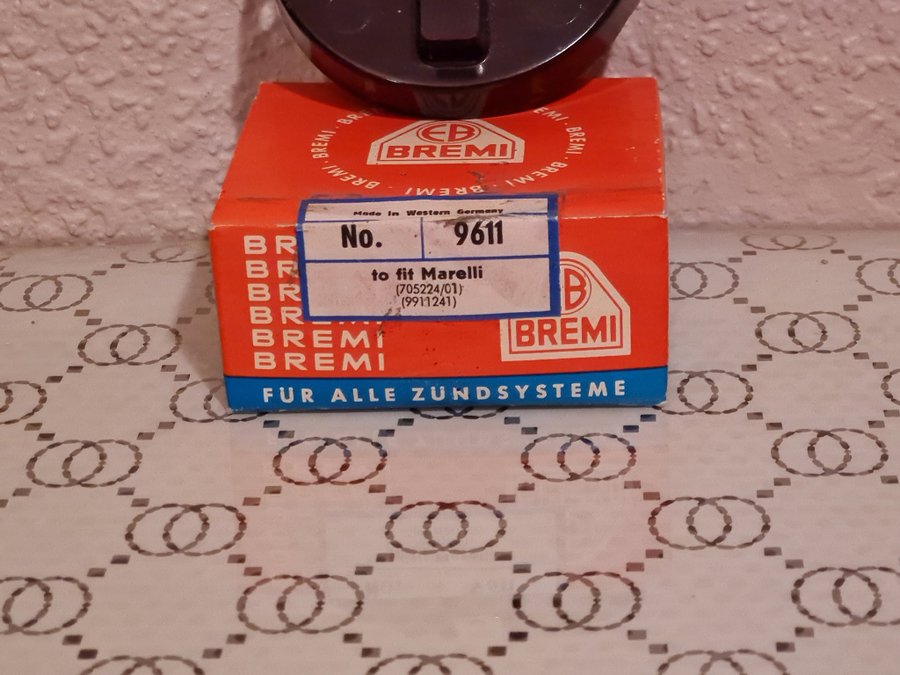 BREMI · BREMI · BREMI · BREMI · BREMI
EB
BREMI
Made in Western Germany
No. 9611
to fit Marelli
(705224/01)
(9911241)
BREMI
BREMI
BREMI
EB
BREMI
FÜR ALLE ZÜNDSYSTEME